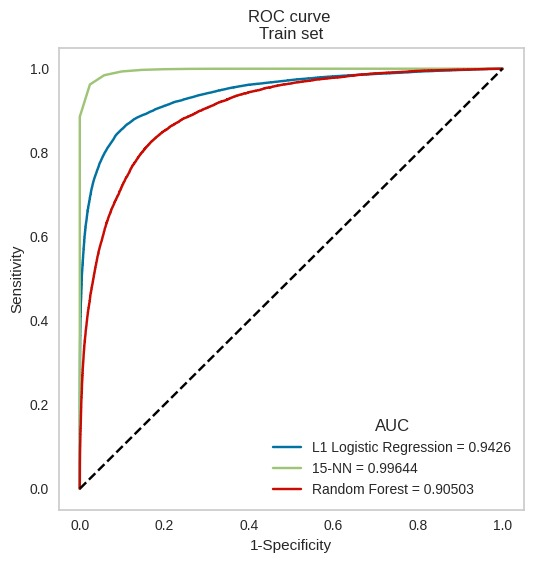 ROC curve
Train set
1.0
0.8
0.6
0.4
0.2
0.0
Sensitivity
AUC
L1 Logistic Regression = 0.9426
15-NN = 0.99644
Random Forest = 0.90503
0.0 0.2 0.4 0.6 0.8 1.0
1-Specificity